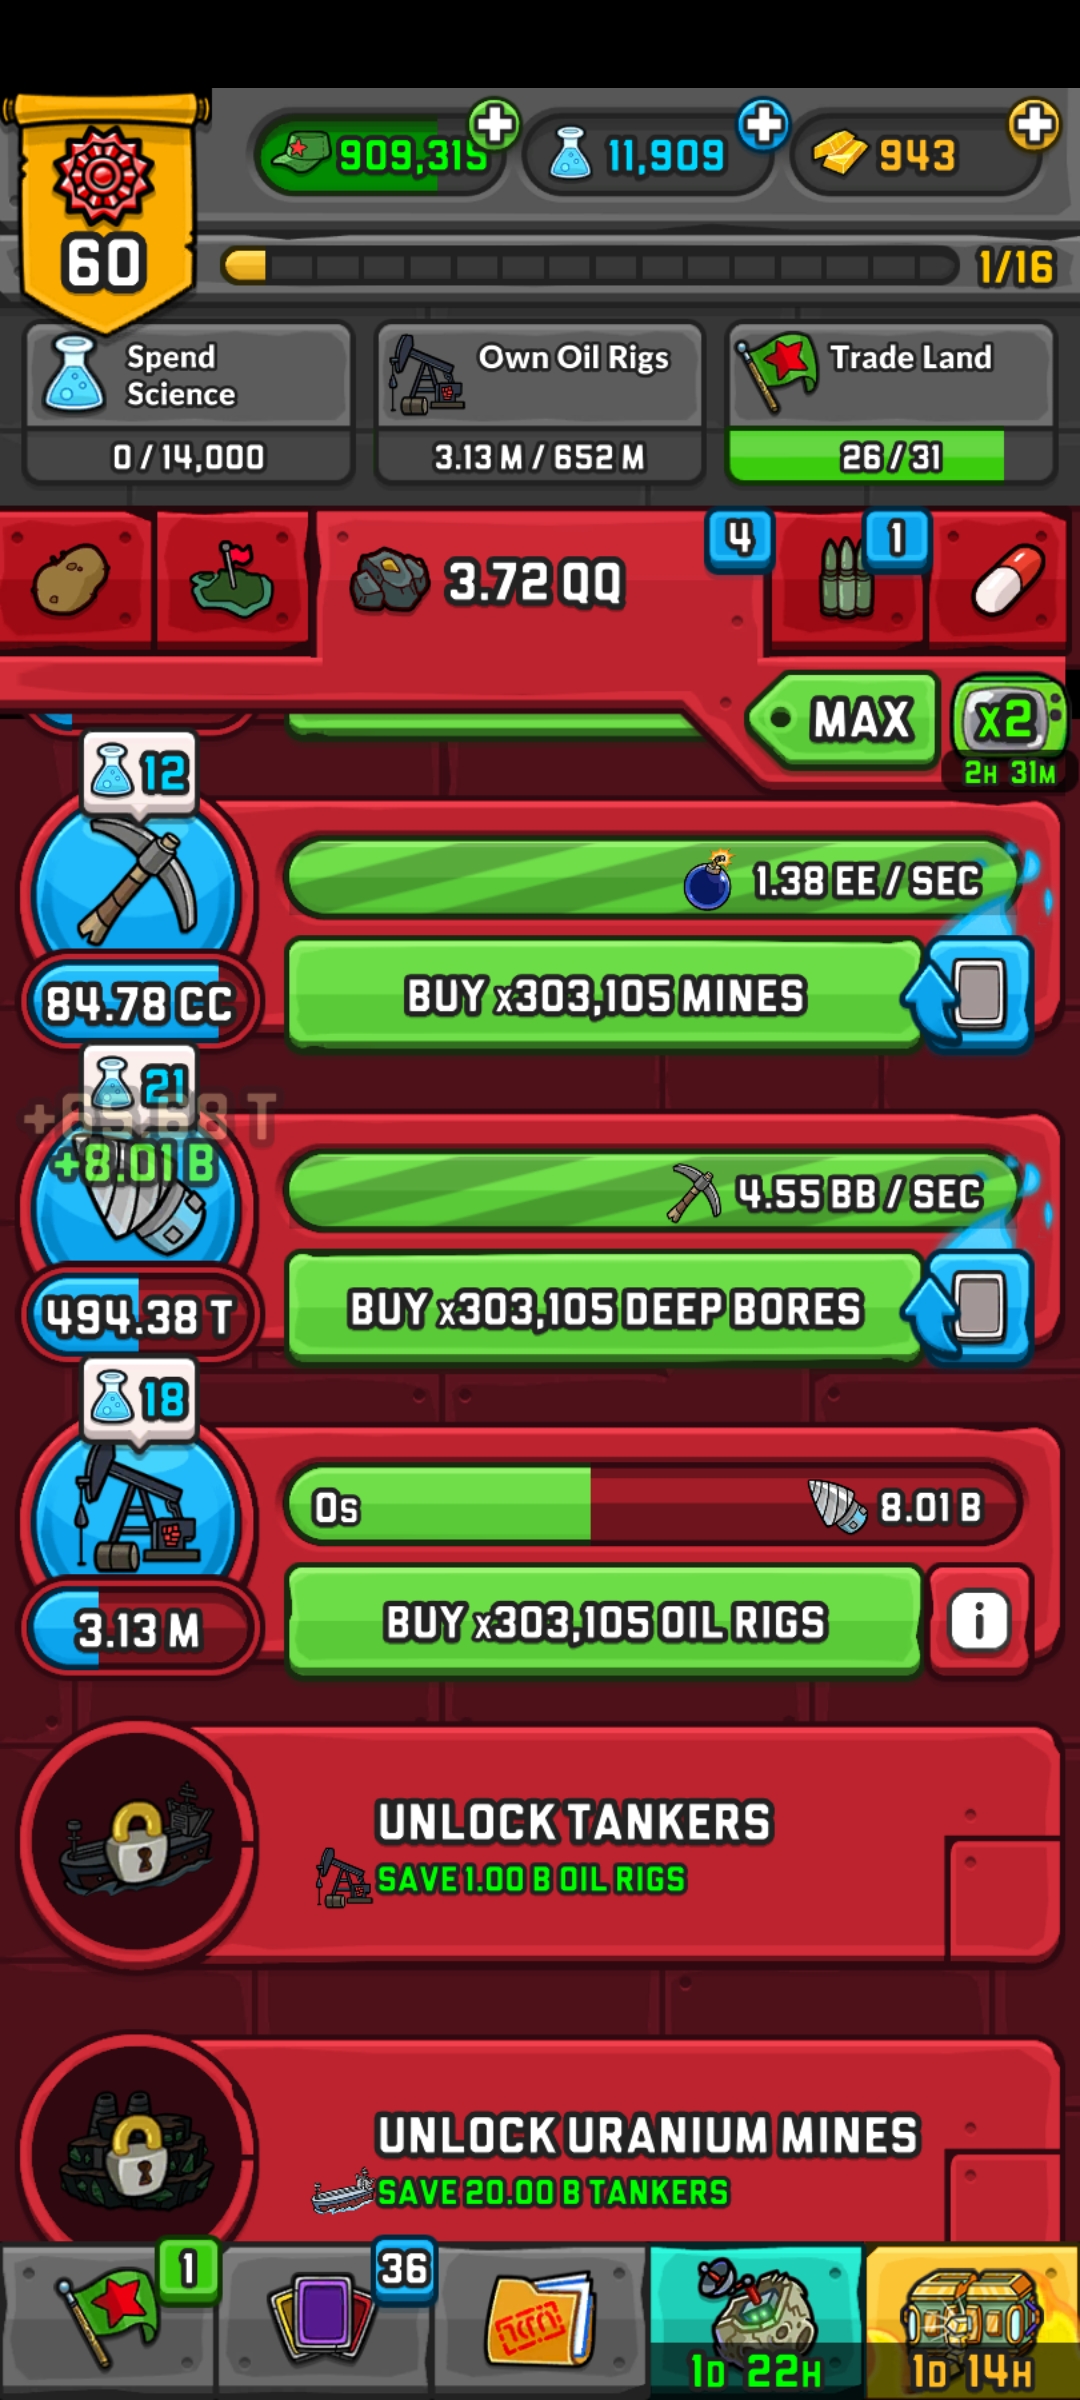 60
909,315
11,909
943
1/16
Spend
Science
0/14,000
Own Oil Rigs
3.13 M / 652 M
Trade Land
26/31
3.72 QQ
4
1
MAX
x2
2H 31M
12
1.38 EE / SEC
84.78 CC
BUY x303,105 MINES
21
+65.68 T
+8.01 B
4.55 BB / SEC
494.38 T
BUY x303,105 DEEP BORES
18
0s
8.01 B
3.13 M
BUY x303,105 OIL RIGS
i
UNLOCK TANKERS
SAVE 1.00 B OIL RIGS
UNLOCK URANIUM MINES
SAVE 20.00 B TANKERS
1
36
1D 22H
1D 14H